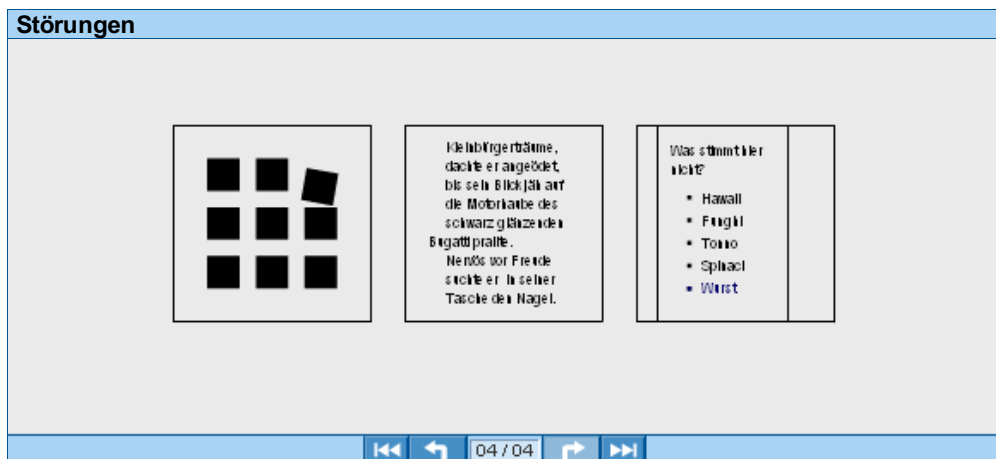 Störungen
Kleinbürgerträume,
dachte er angeödet,
bis sein Blick jäh auf
die Motorhaube des
schwarz glänzenden
Bugatti prallte.
Nervös vor Freude
suchte er in seiner
Tasche den Nagel.
Was stimmt hier
nicht?
Hawaii
Funghi
Tonno
Spinaci
Wurst
04/04